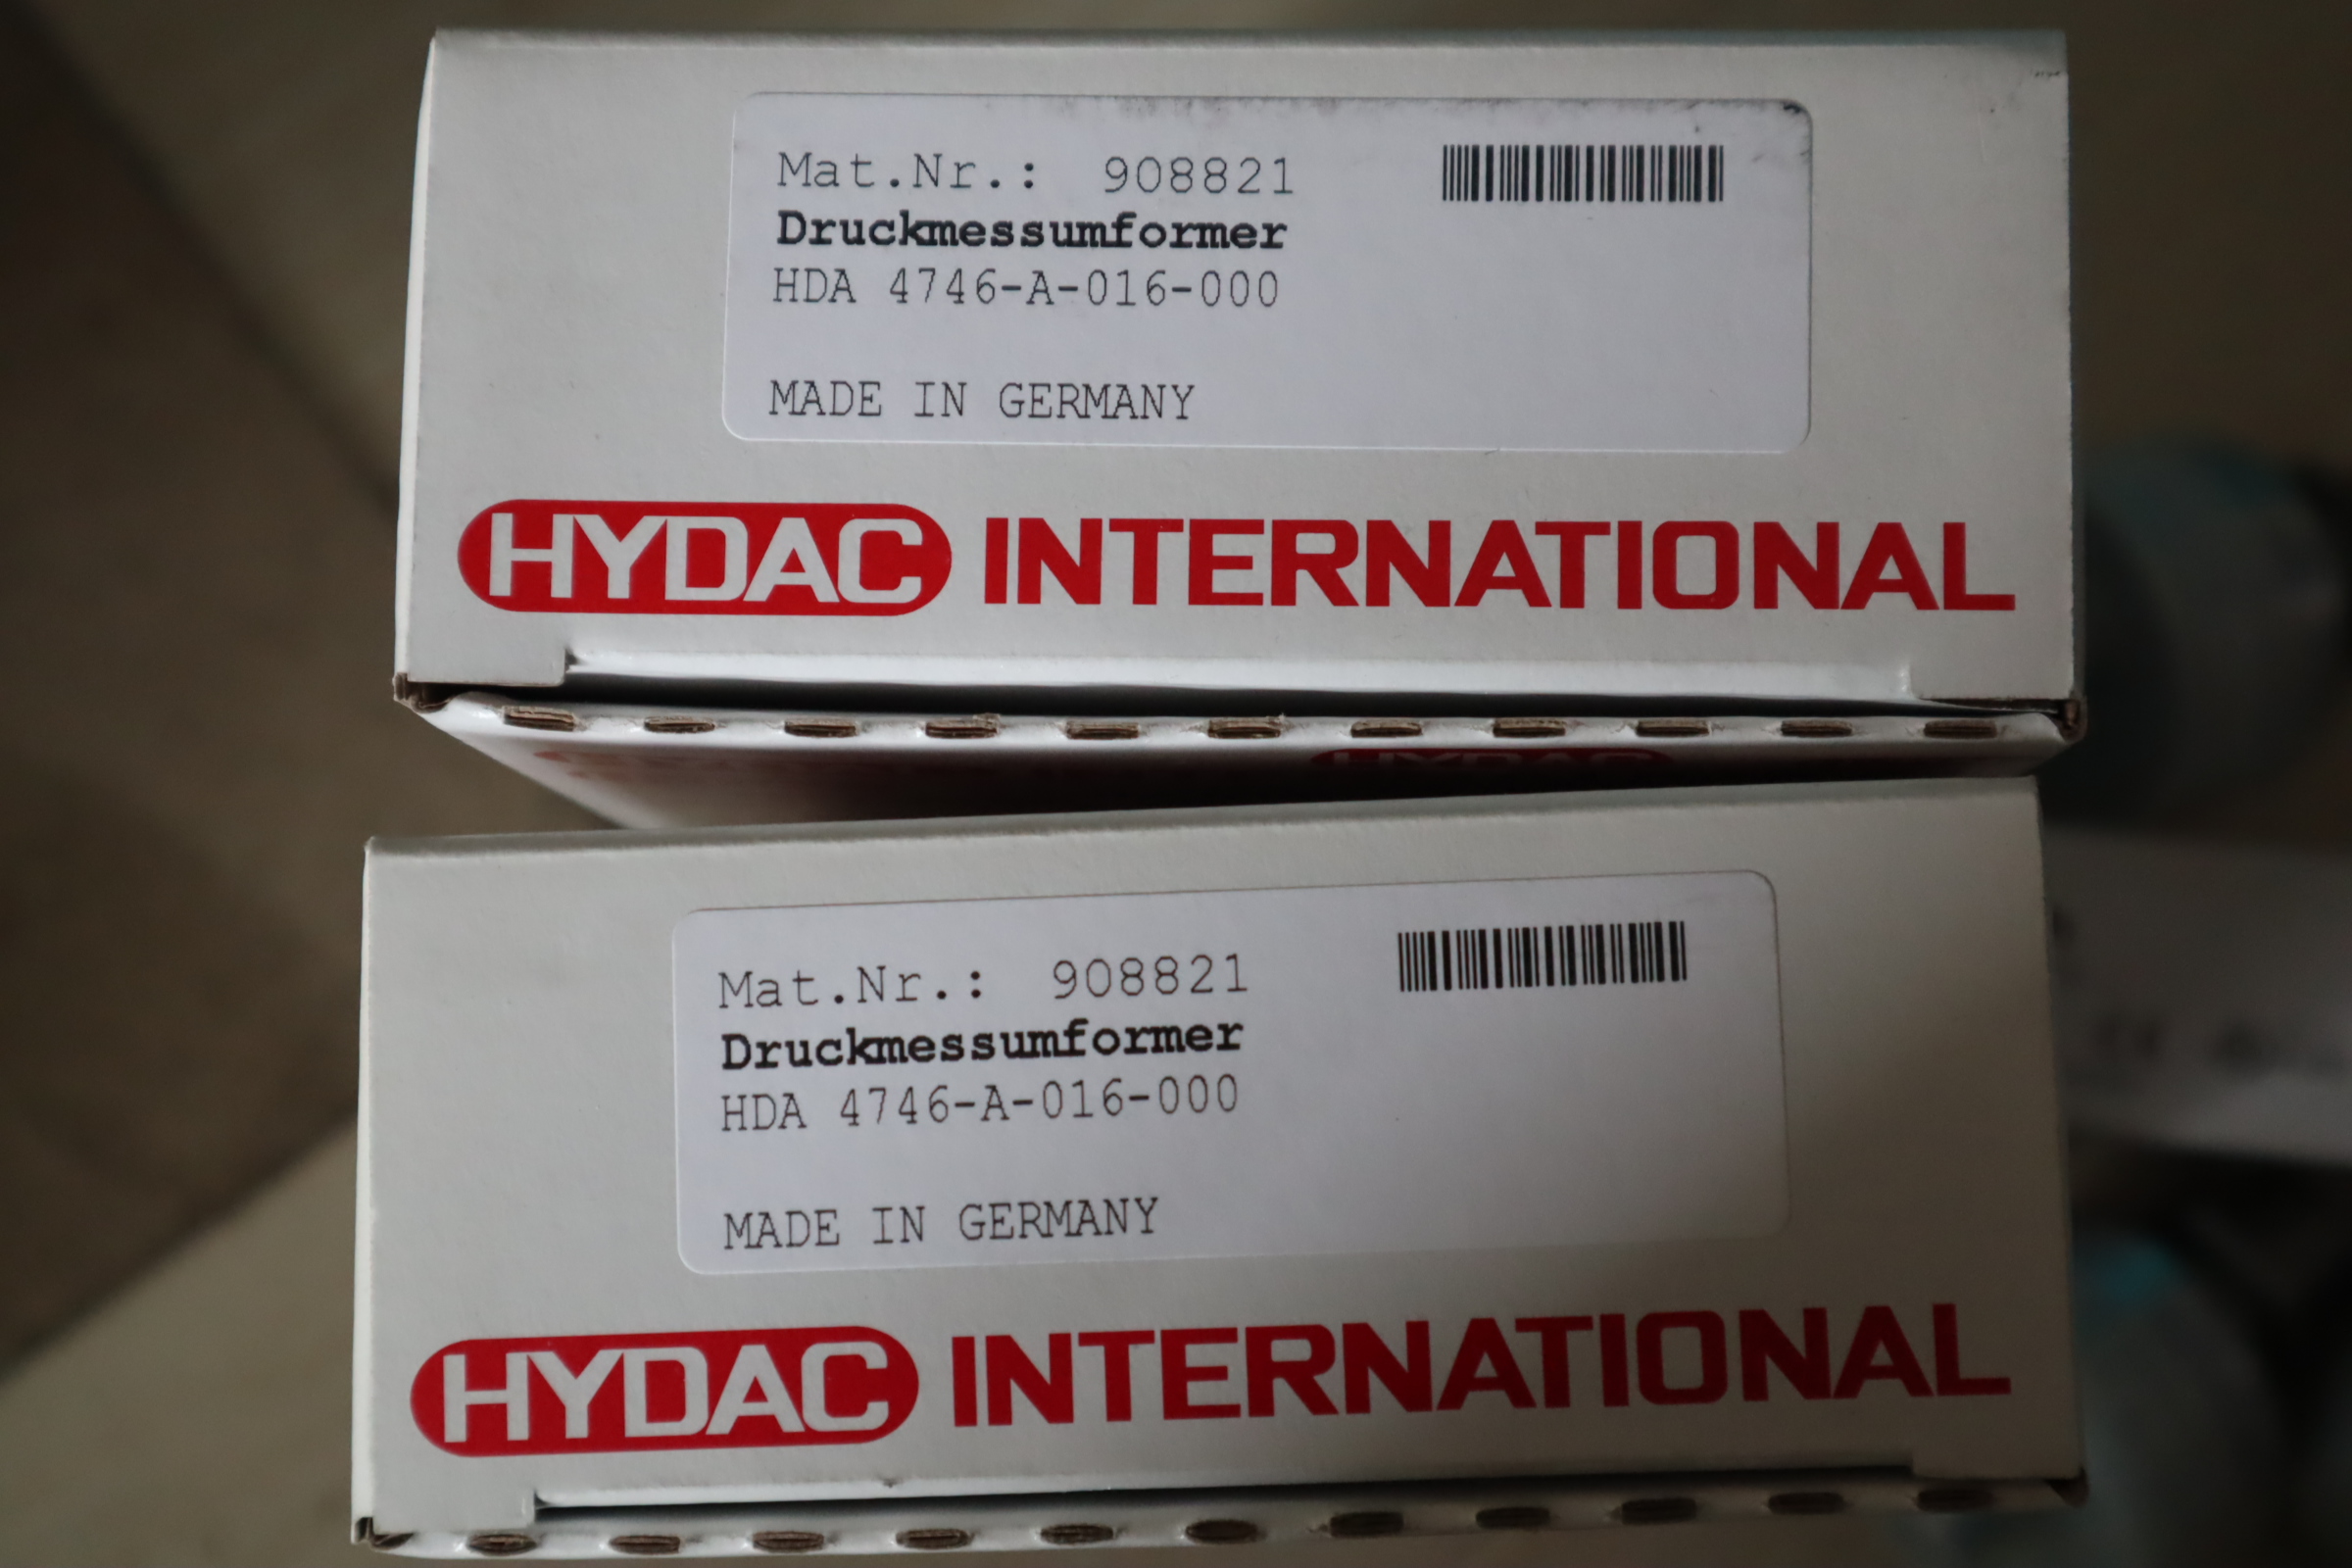 Mat.Nr.: 908821
Druckmessumformer
HDA 4746-A-016-000
MADE IN GERMANY
HYDAC INTERNATIONAL
HYDAC
Mat.Nr.: 908821
Druckmessumformer
HDA 4746-A-016-000
MADE IN GERMANY
HYDAC INTERNATIONAL